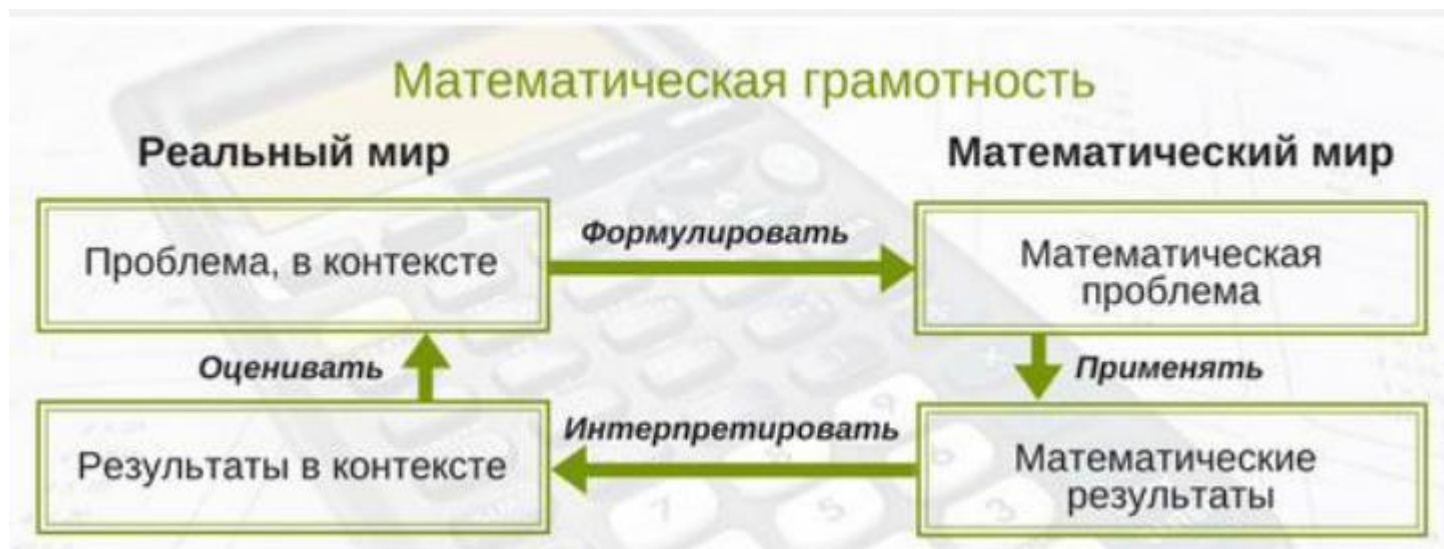 Математическая грамотность
Реальный мир
Математический мир
Проблема, в контексте
Формулировать
Математическая
проблема
Оценивать
Применять
Результаты в контексте
Интерпретировать
Математические
результаты